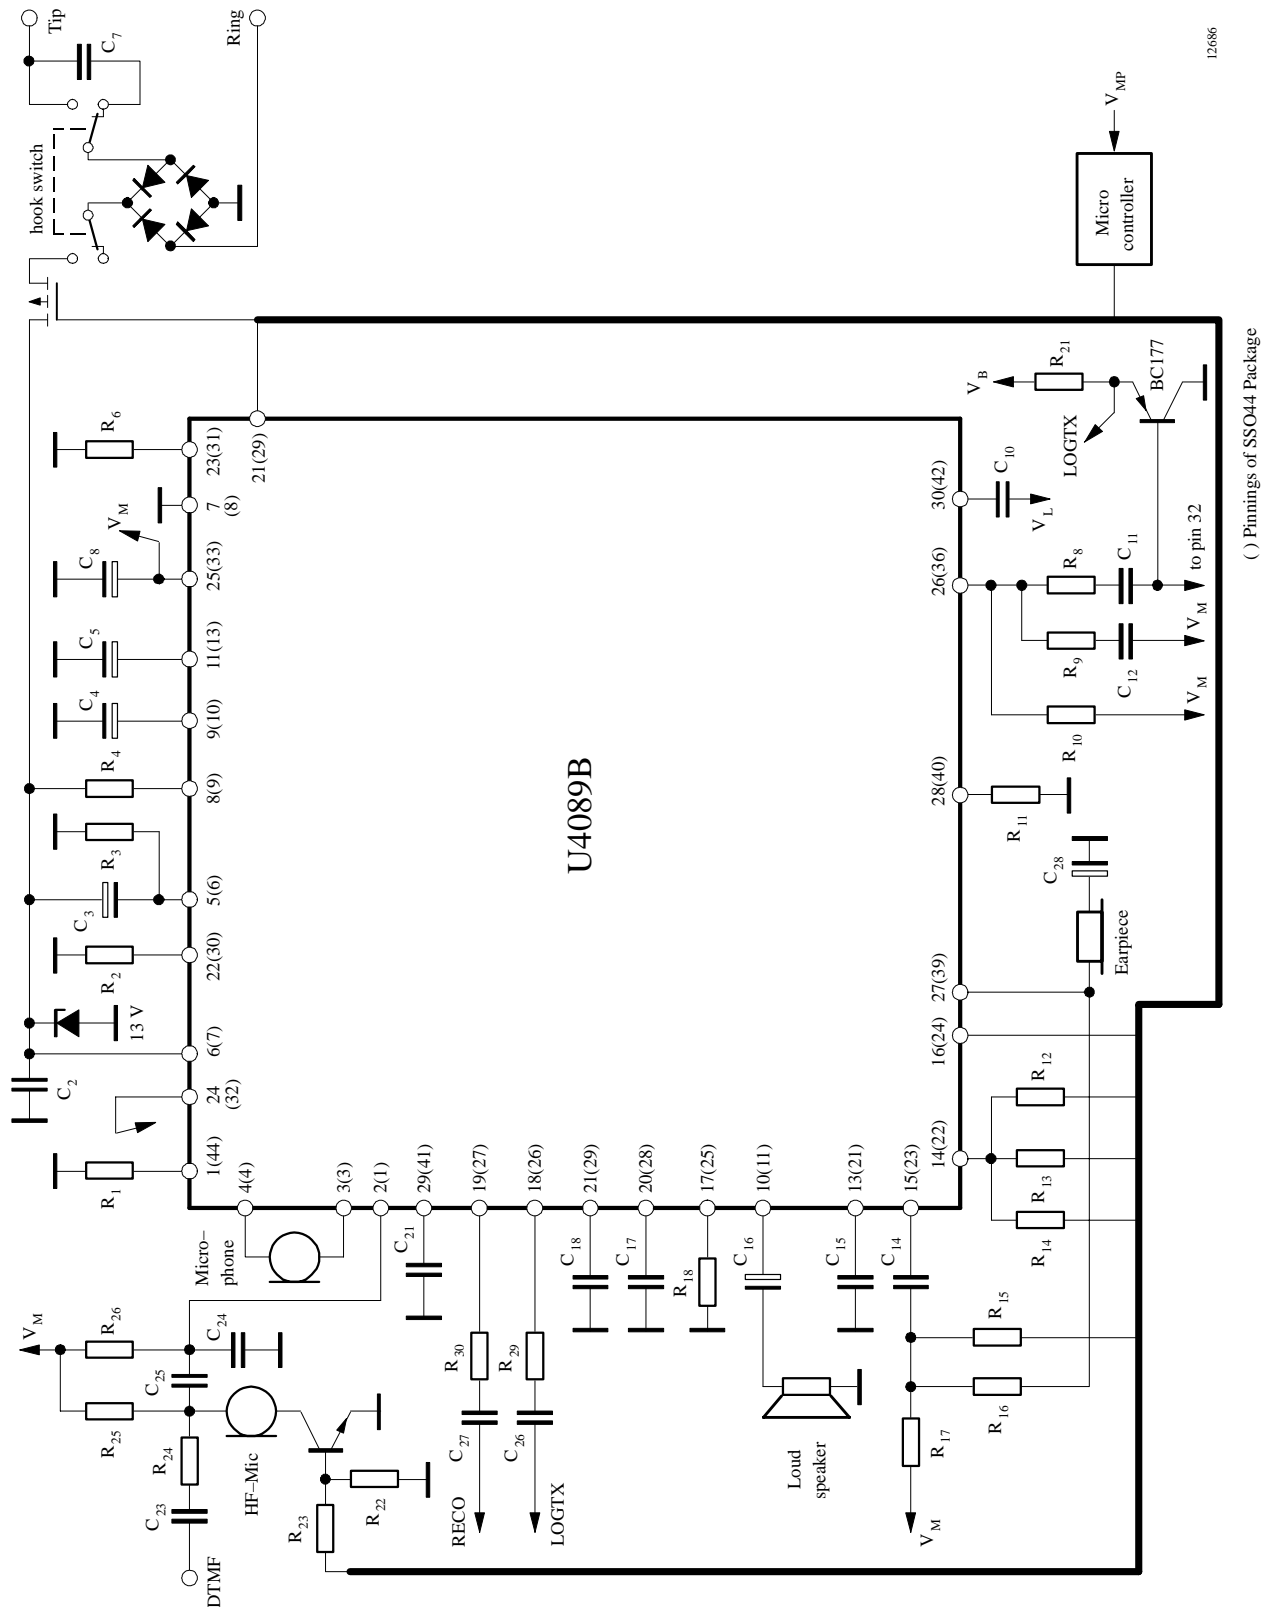 Tip
C7
Ring
hook switch
12686
VMP
Micro
controller
R6
23(31)
21(29)
7
(8)
VM
C8
25(33)
C5
11(13)
C4
9(10)
R4
8(9)
R3
C3
5(6)
R2
22(30)
13 V
6(7)
C2
24
(32)
R1
1(44)
U4089B
VB
R21
BC177
LOGTX
30(42)
C10
VL
26(36)
R8
C11
to pin 32
R9
C12
VM
R10
VM
28(40)
R11
C28
Earpiece
27(39)
16(24)
14(22)
R12
R13
R14
4(4)
3(3)
2(1)
29(41)
19(27)
18(26)
21(29)
20(28)
17(25)
10(11)
13(21)
15(23)
Micro–
phone
C21
C18
C17
R18
C16
C15
C14
VM
R26
C24
C25
R25
R24
HF–Mic
C23
DTMF
R23
R22
R30
C27
RECO
R29
C26
LOGTX
Loud
speaker
R15
R16
R17
VM
( ) Pinnings of SSO44 Package